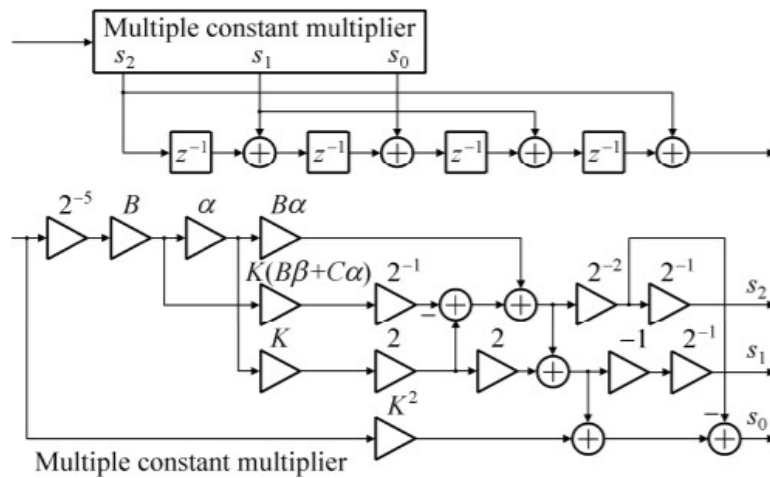 Multiple constant multiplier
s₂ s₁ s₀
z⁻¹ + z⁻¹ + z⁻¹ + z⁻¹ +
2⁻⁵ B α Bα
K(Bβ+Cα) 2⁻¹ − + + 2⁻² 2⁻¹ s₂
K 2 2 + −1 2⁻¹ s₁
K² + − + s₀
Multiple constant multiplier